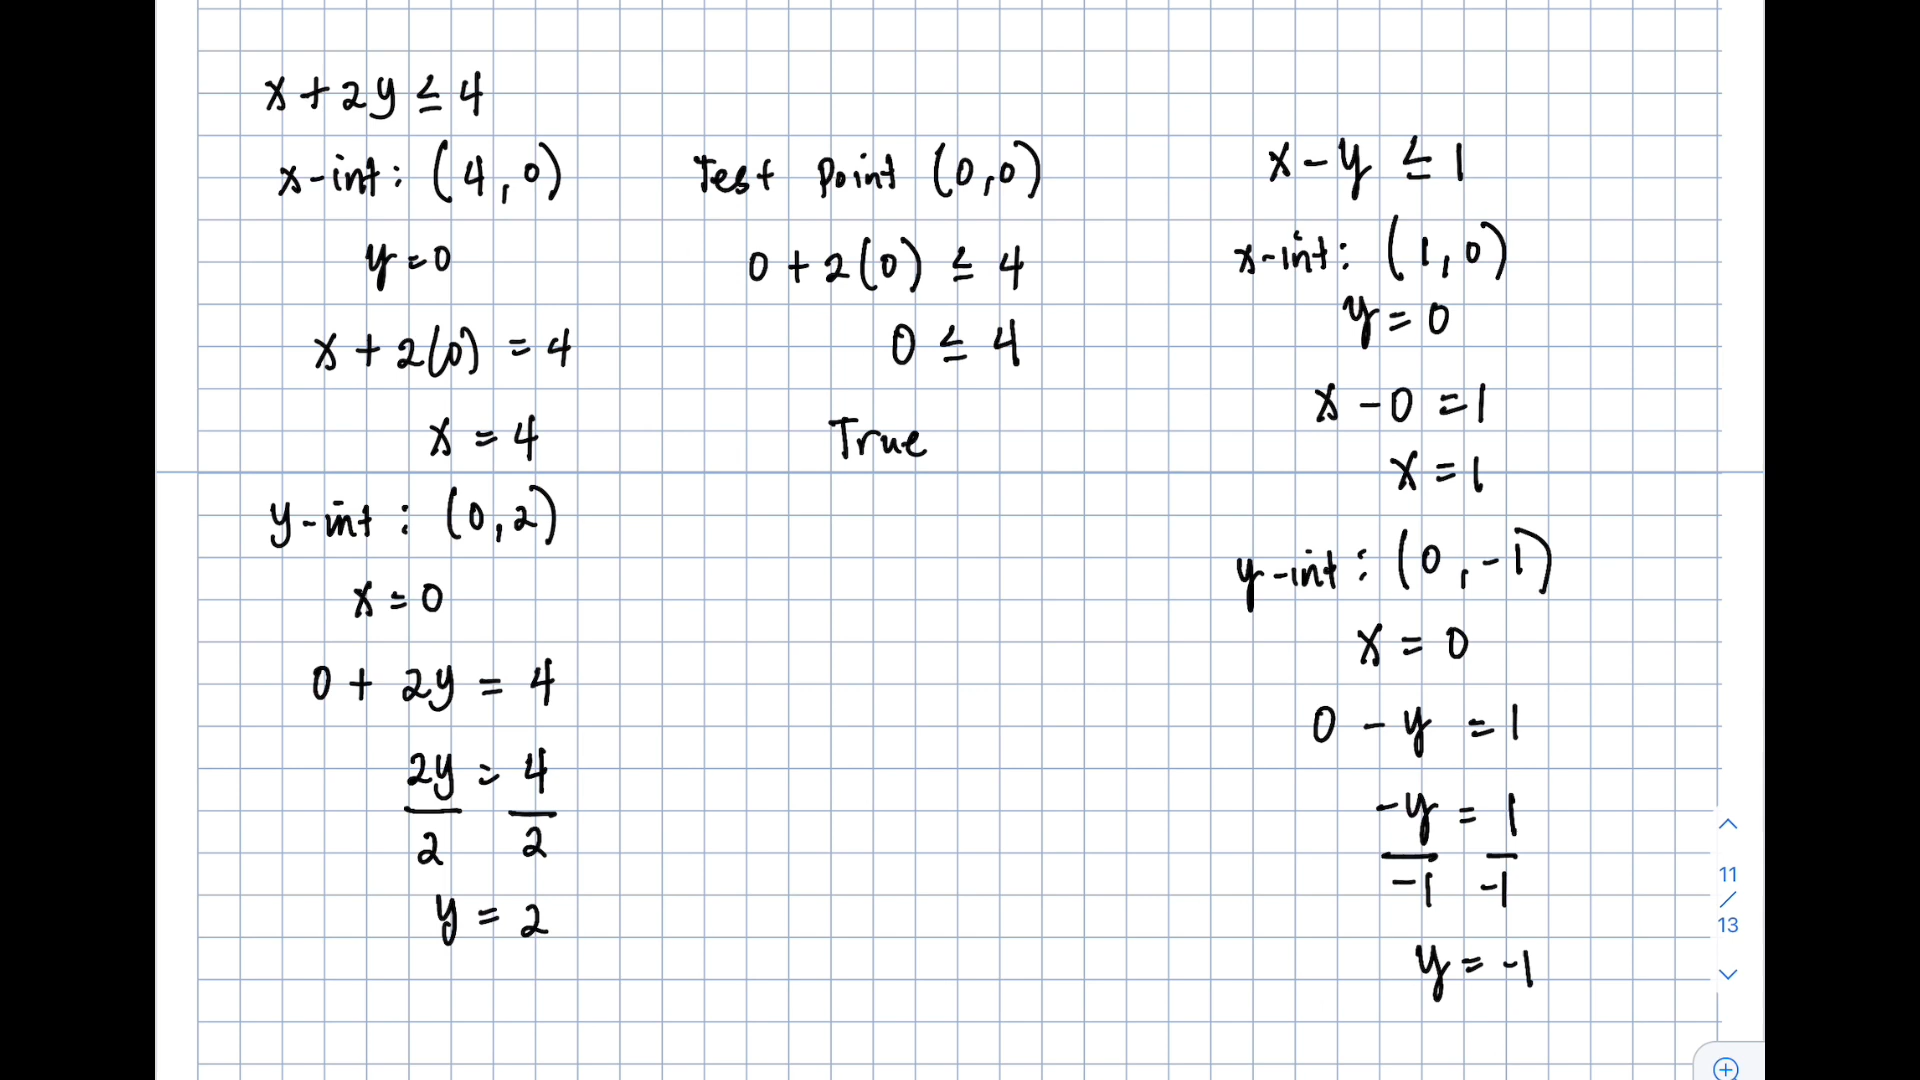 x + 2y ≤ 4
x-int: (4, 0)
y = 0
x + 2(0) = 4
x = 4
y-int: (0, 2)
x = 0
0 + 2y = 4
2y = 4
2 2
y = 2
Test Point (0,0)
0 + 2(0) ≤ 4
0 ≤ 4
True
x - y ≤ 1
x-int: (1, 0)
y = 0
x - 0 = 1
x = 1
y-int: (0, -1)
x = 0
0 - y = 1
-y = 1
-1 -1
y = -1
11
/
13